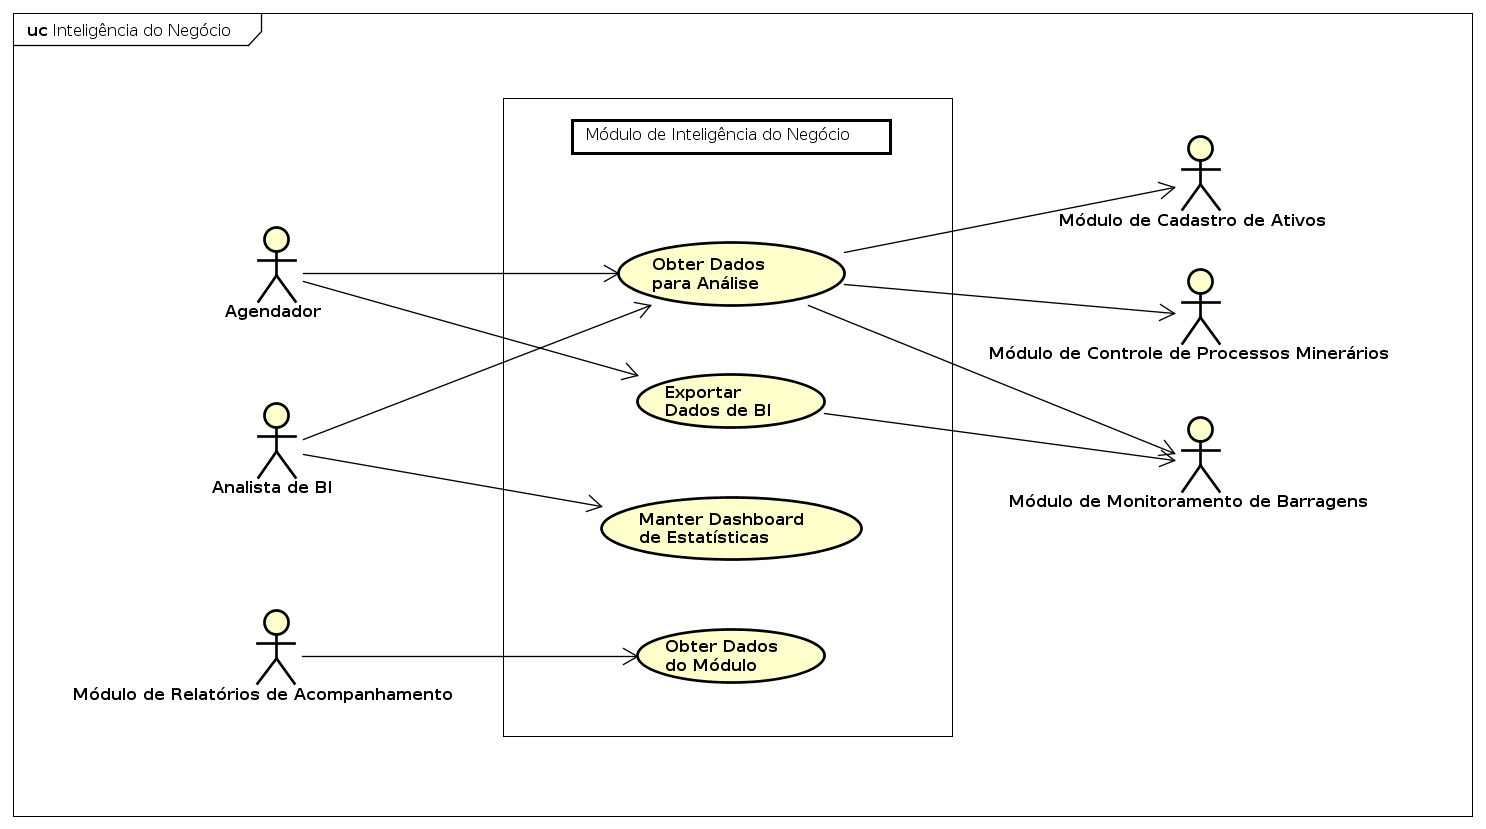 uc Inteligência do Negócio
Módulo de Inteligência do Negócio
Módulo de Cadastro de Ativos
Agendador
Obter Dados
para Análise
Módulo de Controle de Processos Minerários
Exportar
Dados de BI
Analista de BI
Módulo de Monitoramento de Barragens
Manter Dashboard
de Estatísticas
Obter Dados
do Módulo
Módulo de Relatórios de Acompanhamento